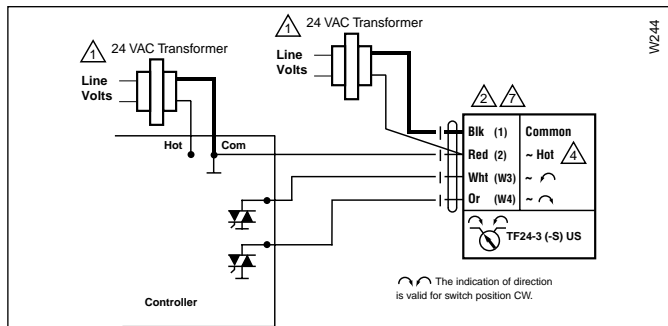 W244
1 24 VAC Transformer
1 24 VAC Transformer
Line
Volts
Line
Volts
Hot
Com
2 7
Blk (1) Common
Red (2) ~ Hot 4
Wht (W3) ~
Or (W4) ~
TF24-3 (-S) US
The indication of direction
is valid for switch position CW.
Controller